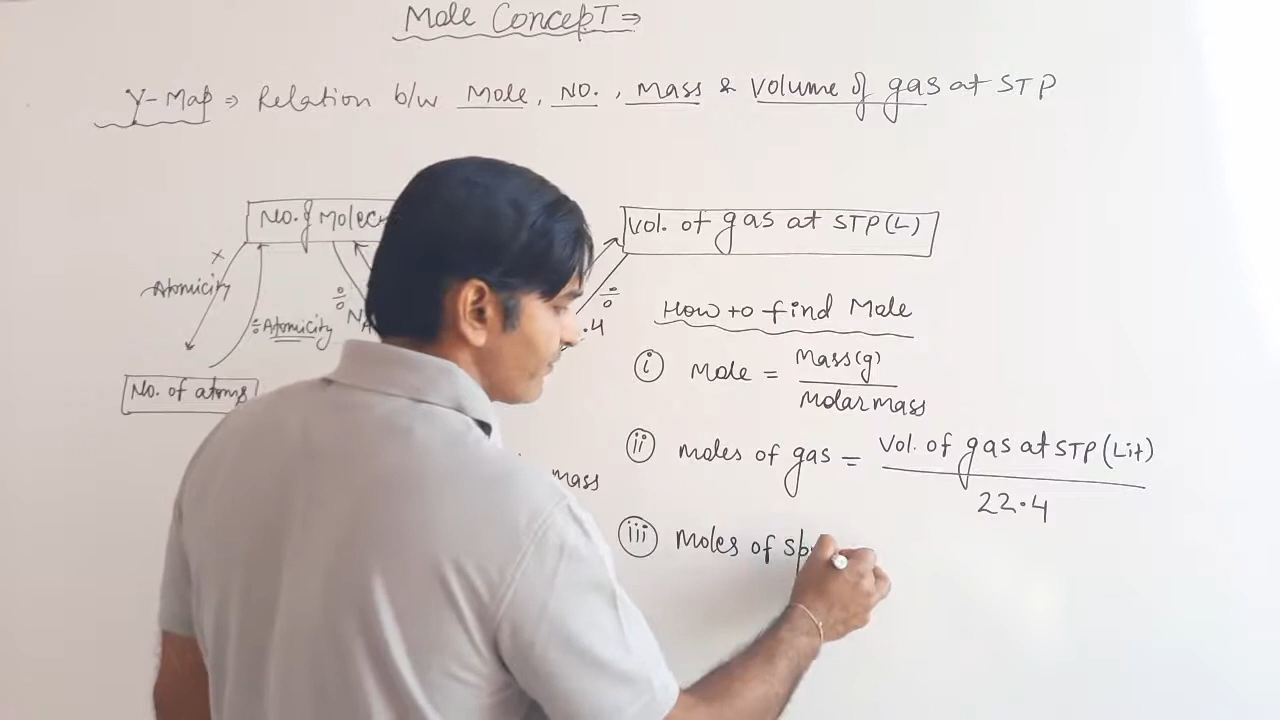 Mole Concept ⇒
Y-Map ⇒ Relation b/w Mole, NO., Mass & Volume of gas at STP
No. of Molec
Vol. of gas at STP(L)
×
Atomicity
÷ Atomicity
÷
NA
.4
÷
No. of atoms
mass
How to find Mole
(i) Mole = Mass(g)
Molar mass
(ii) Moles of gas = Vol. of gas at STP(Lit)
22.4
(iii) Moles of sp